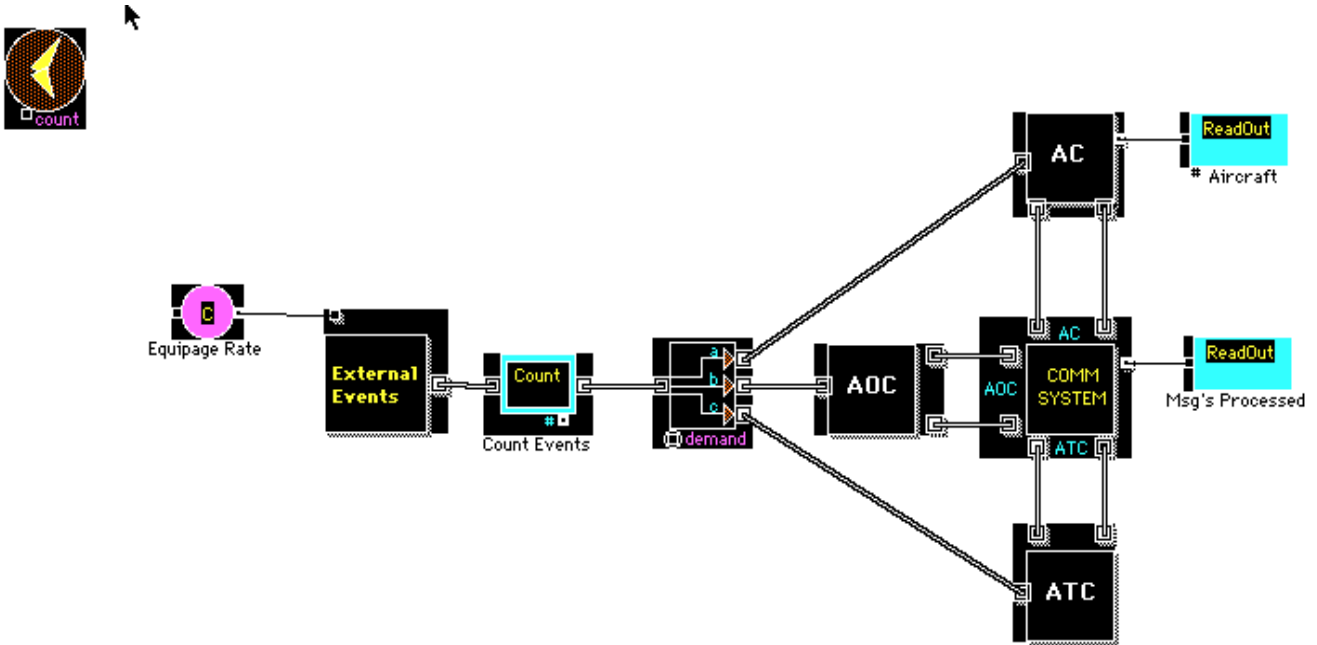 count
AC
ReadOut
# Aircraft
C
Equipage Rate
External
Events
Count
#
Count Events
a
b
c
demand
AOC
AC
AOC
COMM
SYSTEM
ATC
ReadOut
Msg's Processed
ATC